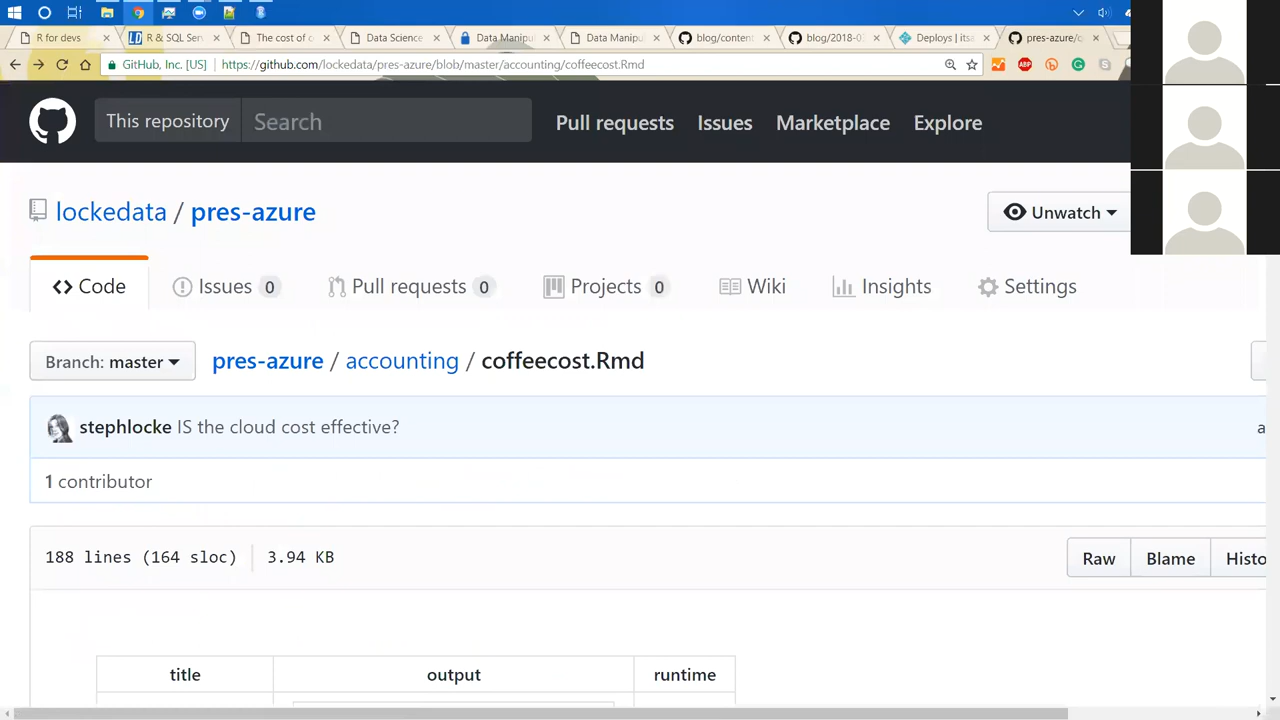 R for devs
R & SQL Serv
The cost of c
Data Science
Data Manipu
Data Manipul
blog/content
blog/2018-03
Deploys | itsa
pres-azure/c
GitHub, Inc. [US] https://github.com/lockedata/pres-azure/blob/master/accounting/coffeecost.Rmd
This repository Search Pull requests Issues Marketplace Explore
lockedata / pres-azure
Unwatch
Code Issues 0 Pull requests 0 Projects 0 Wiki Insights Settings
Branch: master pres-azure / accounting / coffeecost.Rmd
stephlocke IS the cloud cost effective? a
1 contributor
188 lines (164 sloc) 3.94 KB
Raw Blame Histo
title output runtime